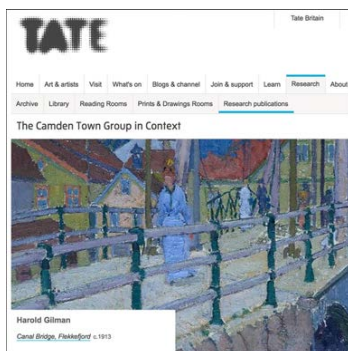 TATE
Tate Britain
Home Art & artists Visit What's on Blogs & channel Join & support Learn Research About
Archive Library Reading Rooms Prints & Drawings Rooms Research publications
The Camden Town Group in Context
Harold Gilman
Canal Bridge, Flekkefjord c.1913